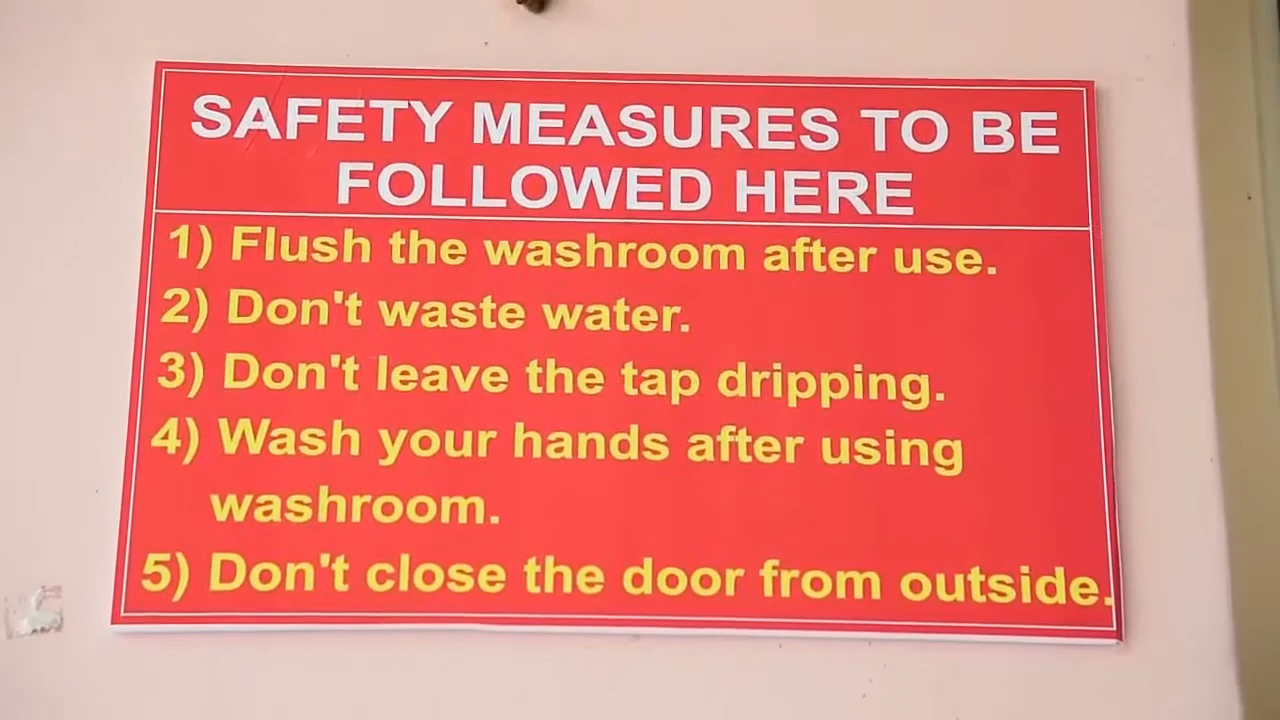 SAFETY MEASURES TO BE
FOLLOWED HERE
1) Flush the washroom after use.
2) Don't waste water.
3) Don't leave the tap dripping.
4) Wash your hands after using
washroom.
5) Don't close the door from outside.